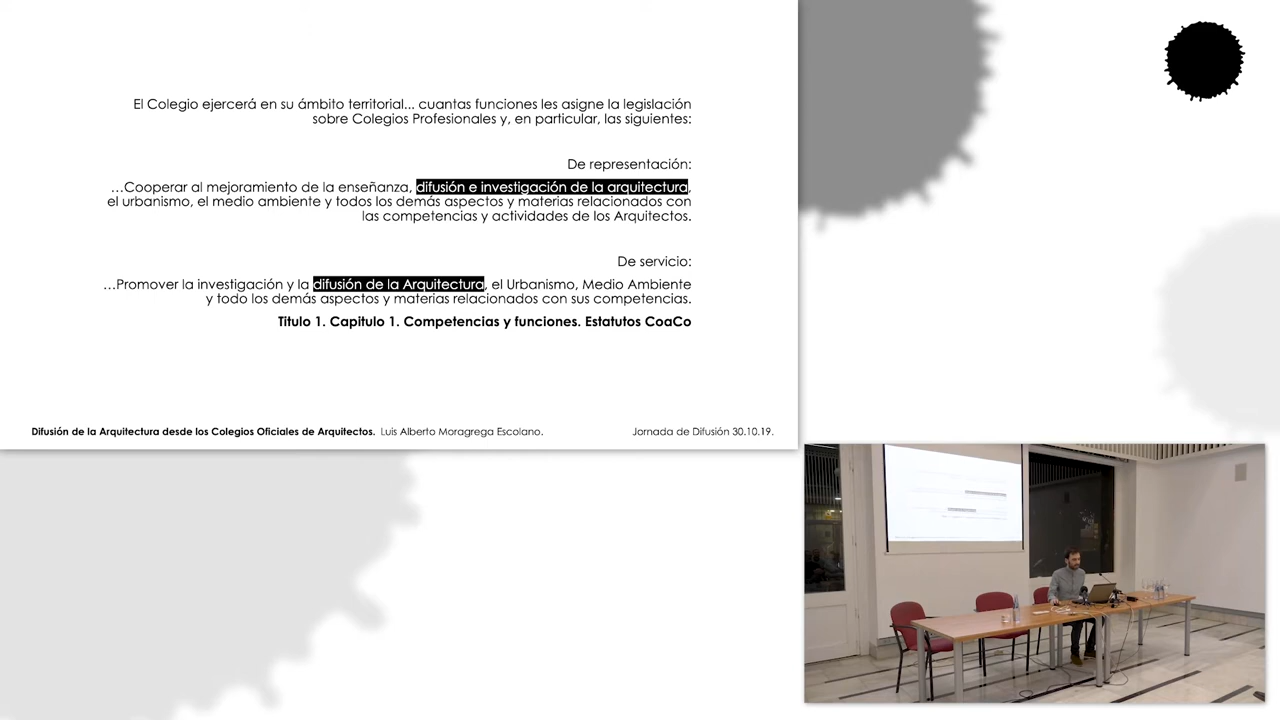 El Colegio ejercerá en su ámbito territorial... cuantas funciones les asigne la legislación
sobre Colegios Profesionales y, en particular, las siguientes:
De representación:
...Cooperar al mejoramiento de la enseñanza, difusión e investigación de la arquitectura,
el urbanismo, el medio ambiente y todos los demás aspectos y materias relacionados con
las competencias y actividades de los Arquitectos.
De servicio:
...Promover la investigación y la difusión de la Arquitectura, el Urbanismo, Medio Ambiente
y todo los demás aspectos y materias relacionados con sus competencias.
Titulo 1. Capitulo 1. Competencias y funciones. Estatutos CoaCo
Difusión de la Arquitectura desde los Colegios Oficiales de Arquitectos. Luis Alberto Moragrega Escolano.
Jornada de Difusión 30.10.19.